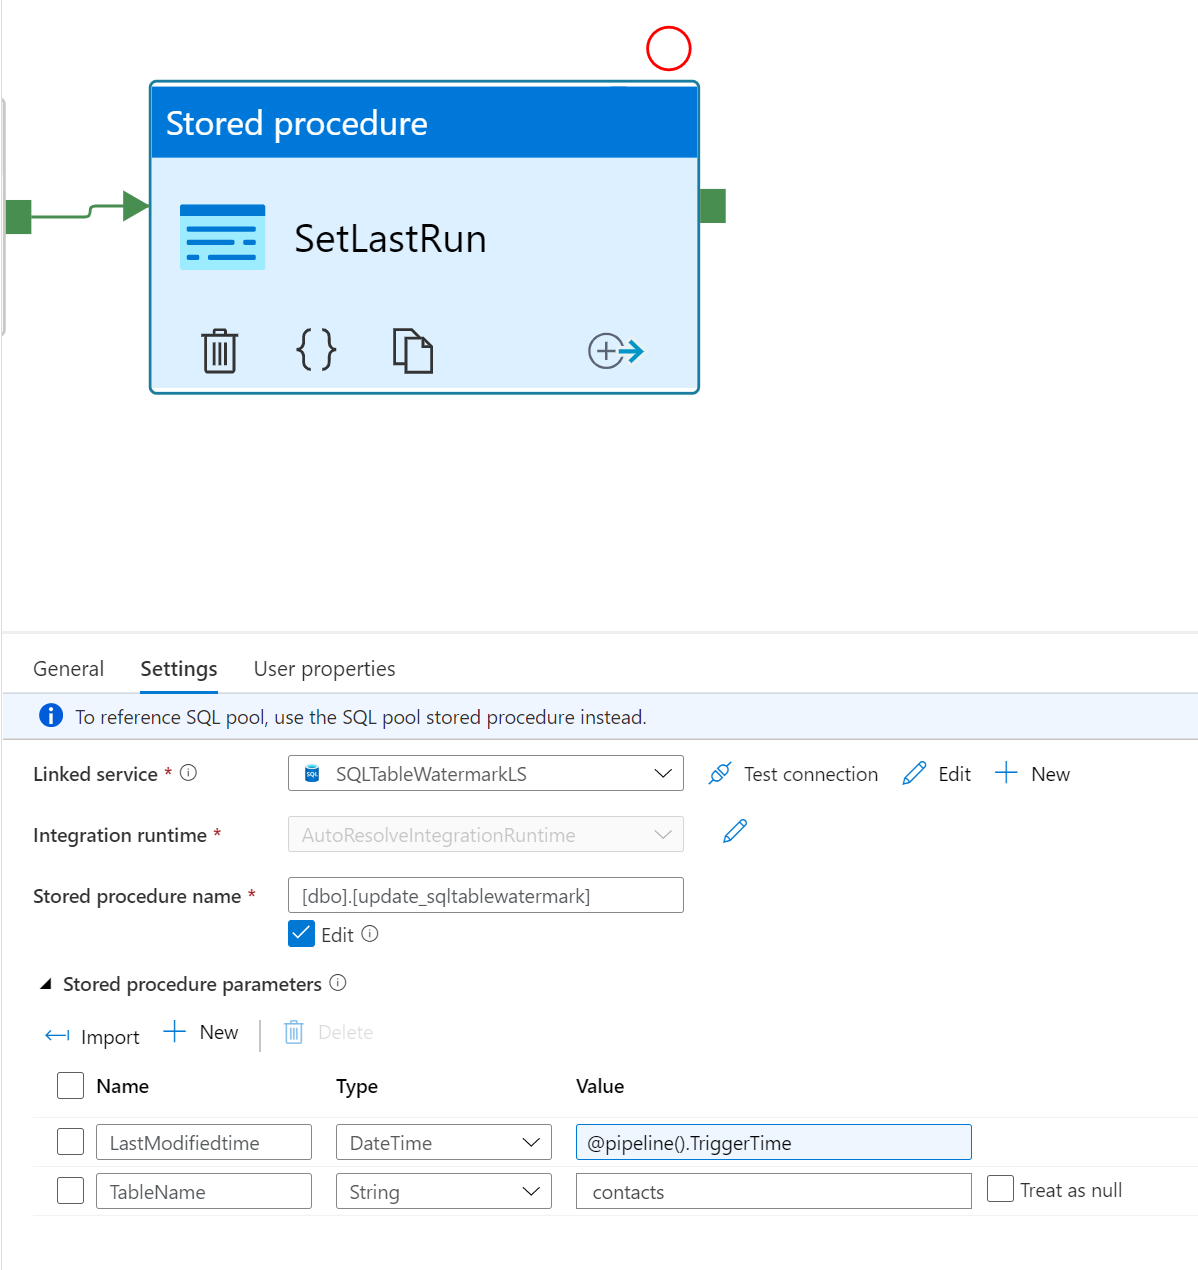 Stored procedure
SetLastRun
General Settings User properties
To reference SQL pool, use the SQL pool stored procedure instead.
Linked service * SQL SQLTableWatermarkLS Test connection Edit New
Integration runtime * AutoResolveIntegrationRuntime
Stored procedure name * [dbo].[update_sqltablewatermark]
Edit
Stored procedure parameters
Import New Delete
Name Type Value
LastModifiedtime DateTime @pipeline().TriggerTime
TableName String contacts Treat as null